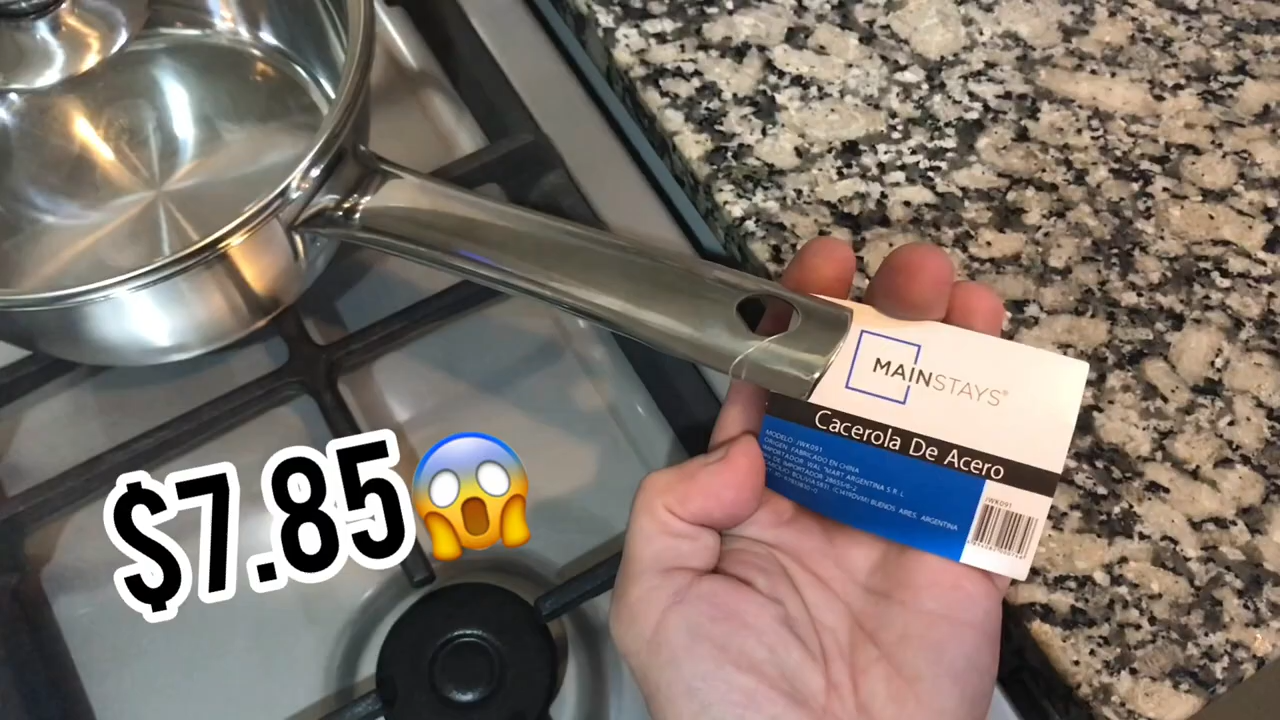 MAINSTAYS®
Cacerola De Acero
MODELO: JWK091
ORIGEN: FABRICADO EN CHINA
IMPORTADOR: WAL*MART ARGENTINA S.R.L
BUENOS AIRES, ARGENTINA
JWK091
$7.85😱